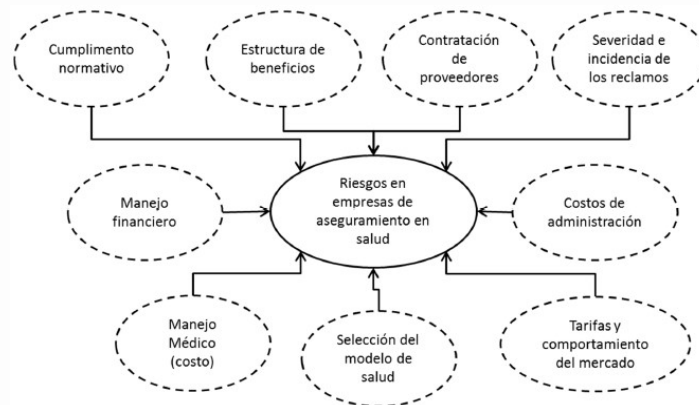 Cumplimento
normativo
Estructura de
beneficios
Contratación
de
proveedores
Severidad e
incidencia de
los reclamos
Manejo
financiero
Riesgos en
empresas de
aseguramiento en
salud
Costos de
administración
Manejo
Médico
(costo)
Selección del
modelo de
salud
Tarifas y
comportamiento
del mercado